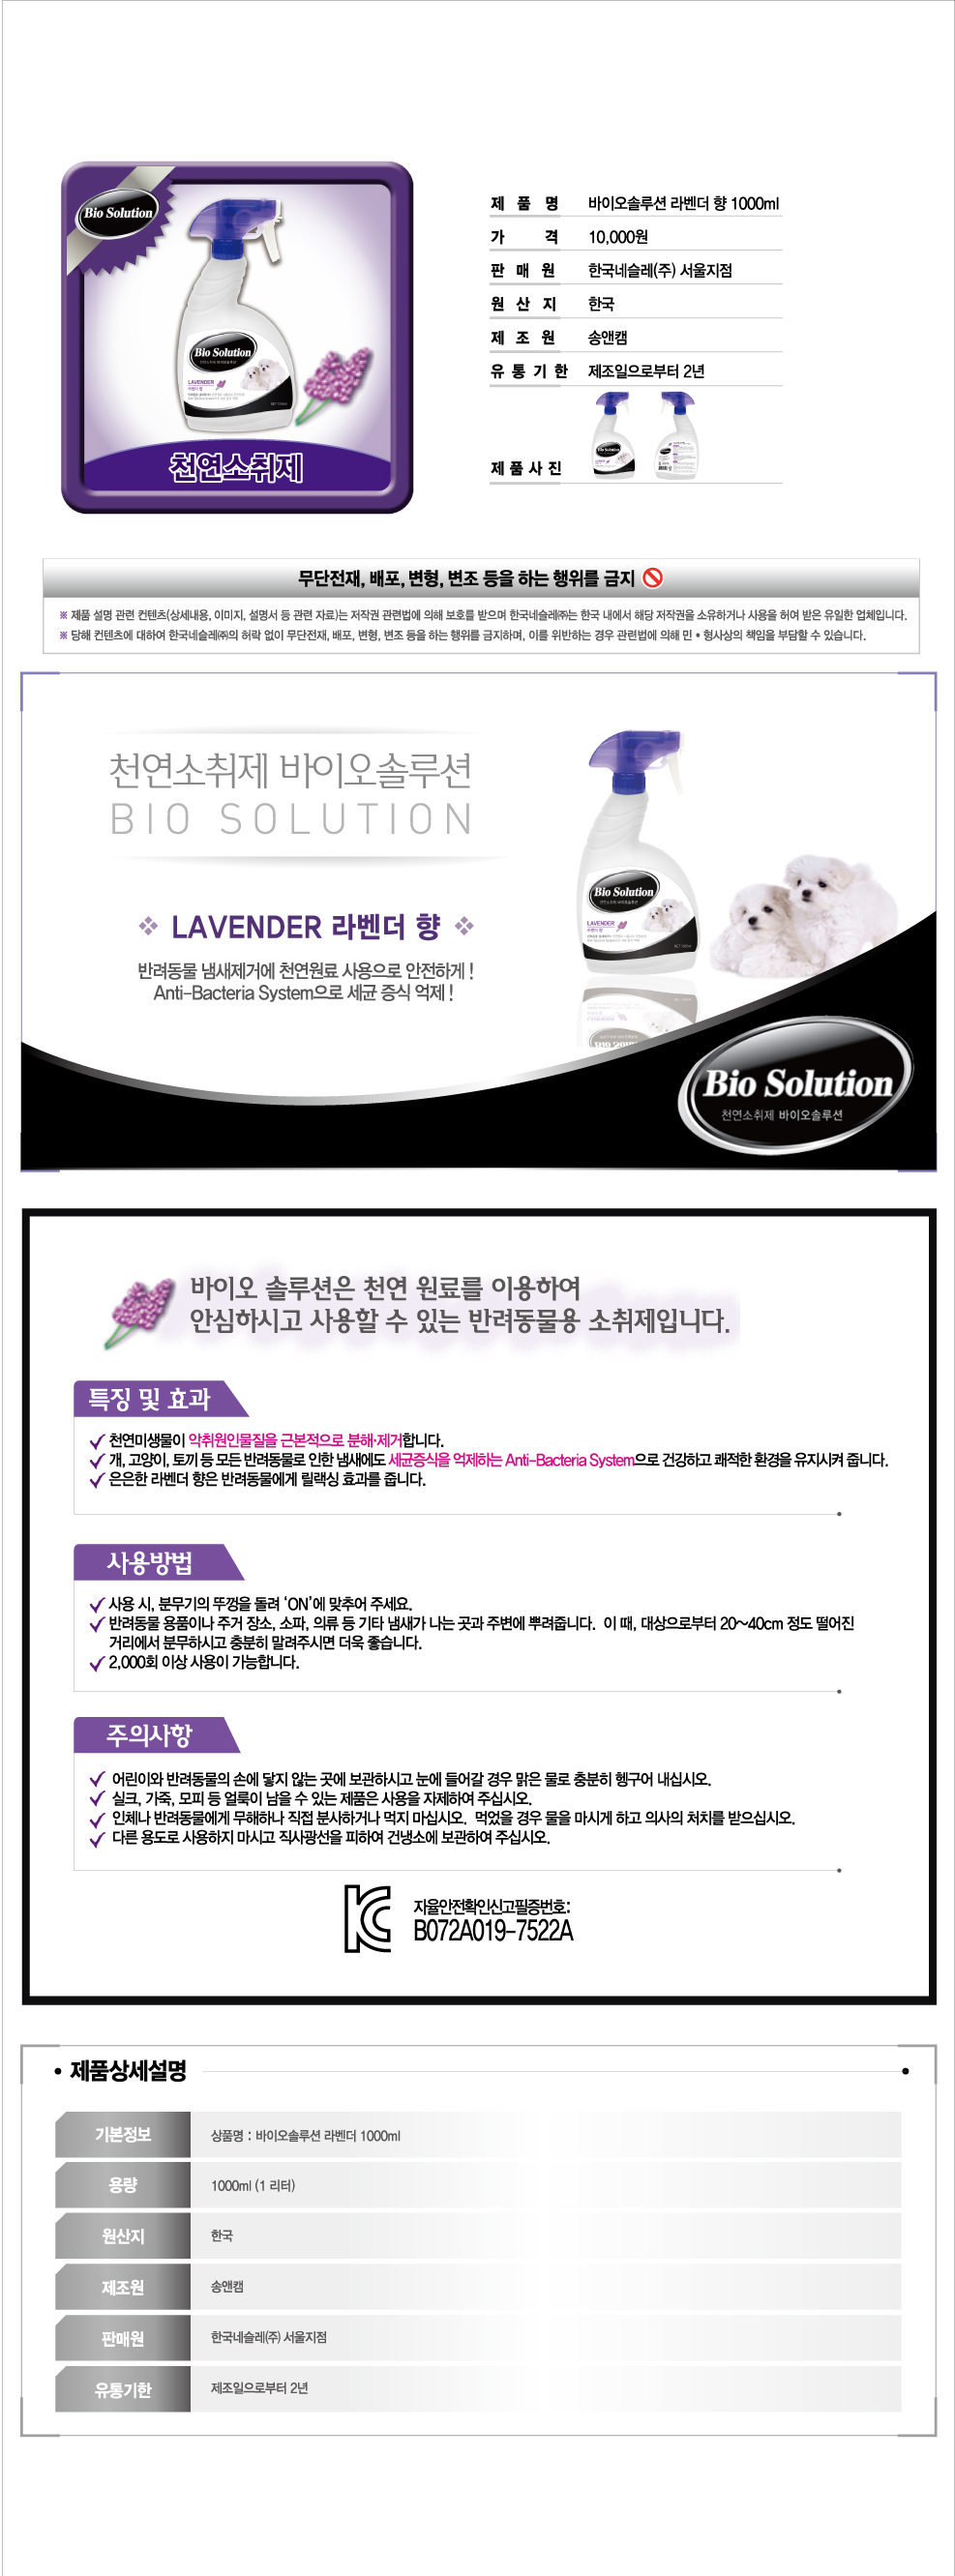 Bio Solution
Bio Solution
LAVENDER
라벤더 향
천연소취제
제 품 명 바이오솔루션 라벤더 향 1000ml
가 격 10,000원
판 매 원 한국네슬레(주) 서울지점
원 산 지 한국
제 조 원 송앤캠
유 통 기 한 제조일으로부터 2년
제 품 사 진
무단전재, 배포, 변형, 변조 등을 하는 행위를 금지
※ 제품 설명 관련 컨텐츠(상세내용, 이미지, 설명서 등 관련 자료)는 저작권 관련법에 의해 보호를 받으며 한국네슬레㈜는 한국 내에서 해당 저작권을 소유하거나 사용을 허여 받은 유일한 업체입니다.
※ 당해 컨텐츠에 대하여 한국네슬레㈜의 허락 없이 무단전재, 배포, 변형, 변조 등을 하는 행위를 금지하며, 이를 위반하는 경우 관련법에 의해 민 • 형사상의 책임을 부담할 수 있습니다.
천연소취제 바이오솔루션
BIO SOLUTION
LAVENDER 라벤더 향
반려동물 냄새제거에 천연원료 사용으로 안전하게 !
Anti-Bacteria System으로 세균 증식 억제 !
Bio Solution
천연소취제 바이오솔루션
LAVENDER
라벤더 향
Bio Solution
천연소취제 바이오솔루션
바이오 솔루션은 천연 원료를 이용하여
안심하시고 사용할 수 있는 반려동물용 소취제입니다.
특징 및 효과
천연미생물이 악취원인물질을 근본적으로 분해·제거합니다.
개, 고양이, 토끼 등 모든 반려동물로 인한 냄새에도 세균증식을 억제하는 Anti-Bacteria System으로 건강하고 쾌적한 환경을 유지시켜 줍니다.
은은한 라벤더 향은 반려동물에게 릴랙싱 효과를 줍니다.
사용방법
사용 시, 분무기의 뚜껑을 돌려 ‘ON’에 맞추어 주세요.
반려동물 용품이나 주거 장소, 소파, 의류 등 기타 냄새가 나는 곳과 주변에 뿌려줍니다. 이 때, 대상으로부터 20~40cm 정도 떨어진
거리에서 분무하시고 충분히 말려주시면 더욱 좋습니다.
2,000회 이상 사용이 가능합니다.
주의사항
어린이와 반려동물의 손에 닿지 않는 곳에 보관하시고 눈에 들어갈 경우 맑은 물로 충분히 헹구어 내십시오.
실크, 가죽, 모피 등 얼룩이 남을 수 있는 제품은 사용을 자제하여 주십시오.
인체나 반려동물에게 무해하나 직접 분사하거나 먹지 마십시오. 먹었을 경우 물을 마시게 하고 의사의 처치를 받으십시오.
다른 용도로 사용하지 마시고 직사광선을 피하여 건냉소에 보관하여 주십시오.
자율안전확인신고필증번호:
B072A019-7522A
제품상세설명
기본정보 상품명 : 바이오솔루션 라벤더 1000ml
용량 1000ml (1 리터)
원산지 한국
제조원 송앤캠
판매원 한국네슬레(주) 서울지점
유통기한 제조일으로부터 2년